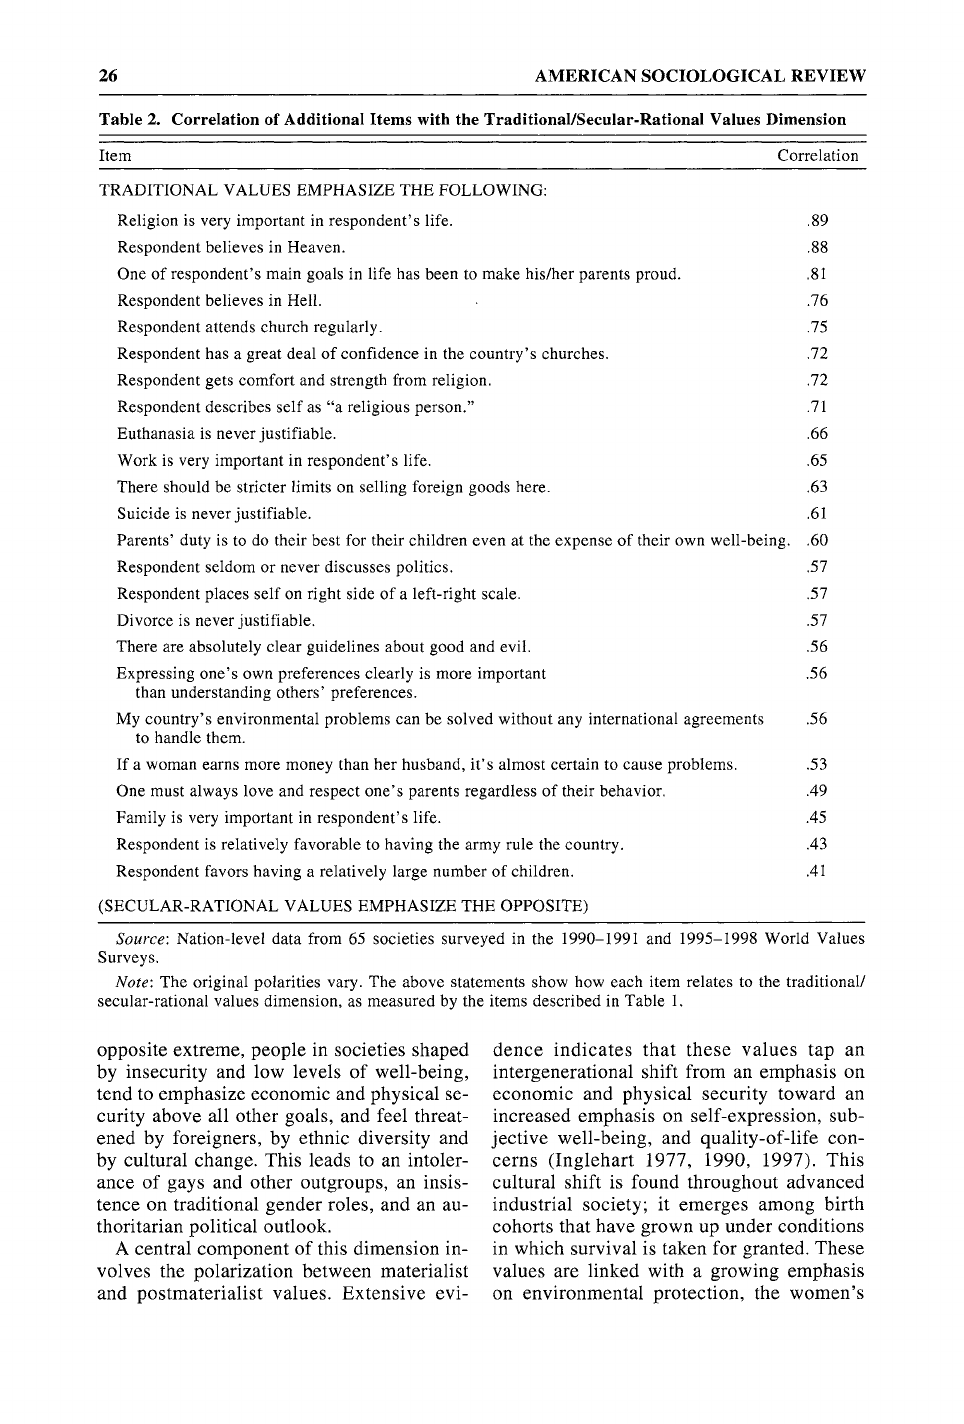 26
AMERICAN SOCIOLOGICAL REVIEW
Table 2. Correlation of Additional Items with the Traditional/Secular-Rational Values Dimension
Item Correlation
TRADITIONAL VALUES EMPHASIZE THE FOLLOWING:
Religion is very important in respondent's life. .89
Respondent believes in Heaven. .88
One of respondent's main goals in life has been to make his/her parents proud. .81
Respondent believes in Hell. .76
Respondent attends church regularly. .75
Respondent has a great deal of confidence in the country's churches. .72
Respondent gets comfort and strength from religion. .72
Respondent describes self as “a religious person.” .71
Euthanasia is never justifiable. .66
Work is very important in respondent's life. .65
There should be stricter limits on selling foreign goods here. .63
Suicide is never justifiable. .61
Parents' duty is to do their best for their children even at the expense of their own well-being. .60
Respondent seldom or never discusses politics. .57
Respondent places self on right side of a left-right scale. .57
Divorce is never justifiable. .57
There are absolutely clear guidelines about good and evil. .56
Expressing one's own preferences clearly is more important .56
than understanding others' preferences.
My country's environmental problems can be solved without any international agreements .56
to handle them.
If a woman earns more money than her husband, it's almost certain to cause problems. .53
One must always love and respect one's parents regardless of their behavior. .49
Family is very important in respondent's life. .45
Respondent is relatively favorable to having the army rule the country. .43
Respondent favors having a relatively large number of children. .41
(SECULAR-RATIONAL VALUES EMPHASIZE THE OPPOSITE)
Source: Nation-level data from 65 societies surveyed in the 1990–1991 and 1995–1998 World Values
Surveys.
Note: The original polarities vary. The above statements show how each item relates to the traditional/
secular-rational values dimension, as measured by the items described in Table 1.
opposite extreme, people in societies shaped
by insecurity and low levels of well-being,
tend to emphasize economic and physical se-
curity above all other goals, and feel threat-
ened by foreigners, by ethnic diversity and
by cultural change. This leads to an intoler-
ance of gays and other outgroups, an insis-
tence on traditional gender roles, and an au-
thoritarian political outlook.
A central component of this dimension in-
volves the polarization between materialist
and postmaterialist values. Extensive evi-
dence indicates that these values tap an
intergenerational shift from an emphasis on
economic and physical security toward an
increased emphasis on self-expression, sub-
jective well-being, and quality-of-life con-
cerns (Inglehart 1977, 1990, 1997). This
cultural shift is found throughout advanced
industrial society; it emerges among birth
cohorts that have grown up under conditions
in which survival is taken for granted. These
values are linked with a growing emphasis
on environmental protection, the women's